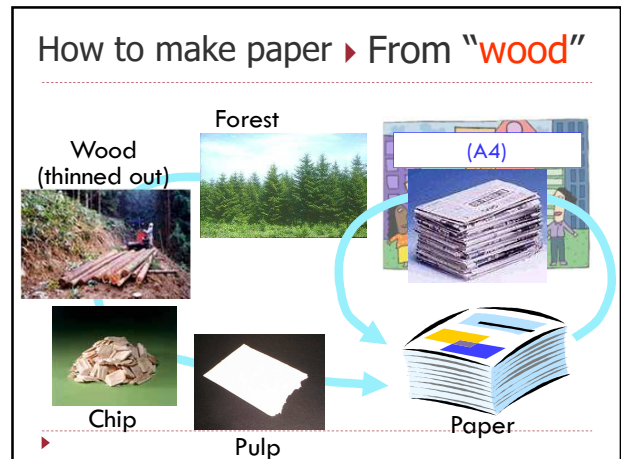 How to make paper ▸ From “wood”
Forest
Wood
(thinned out)
(A4)
Chip
Pulp
Paper